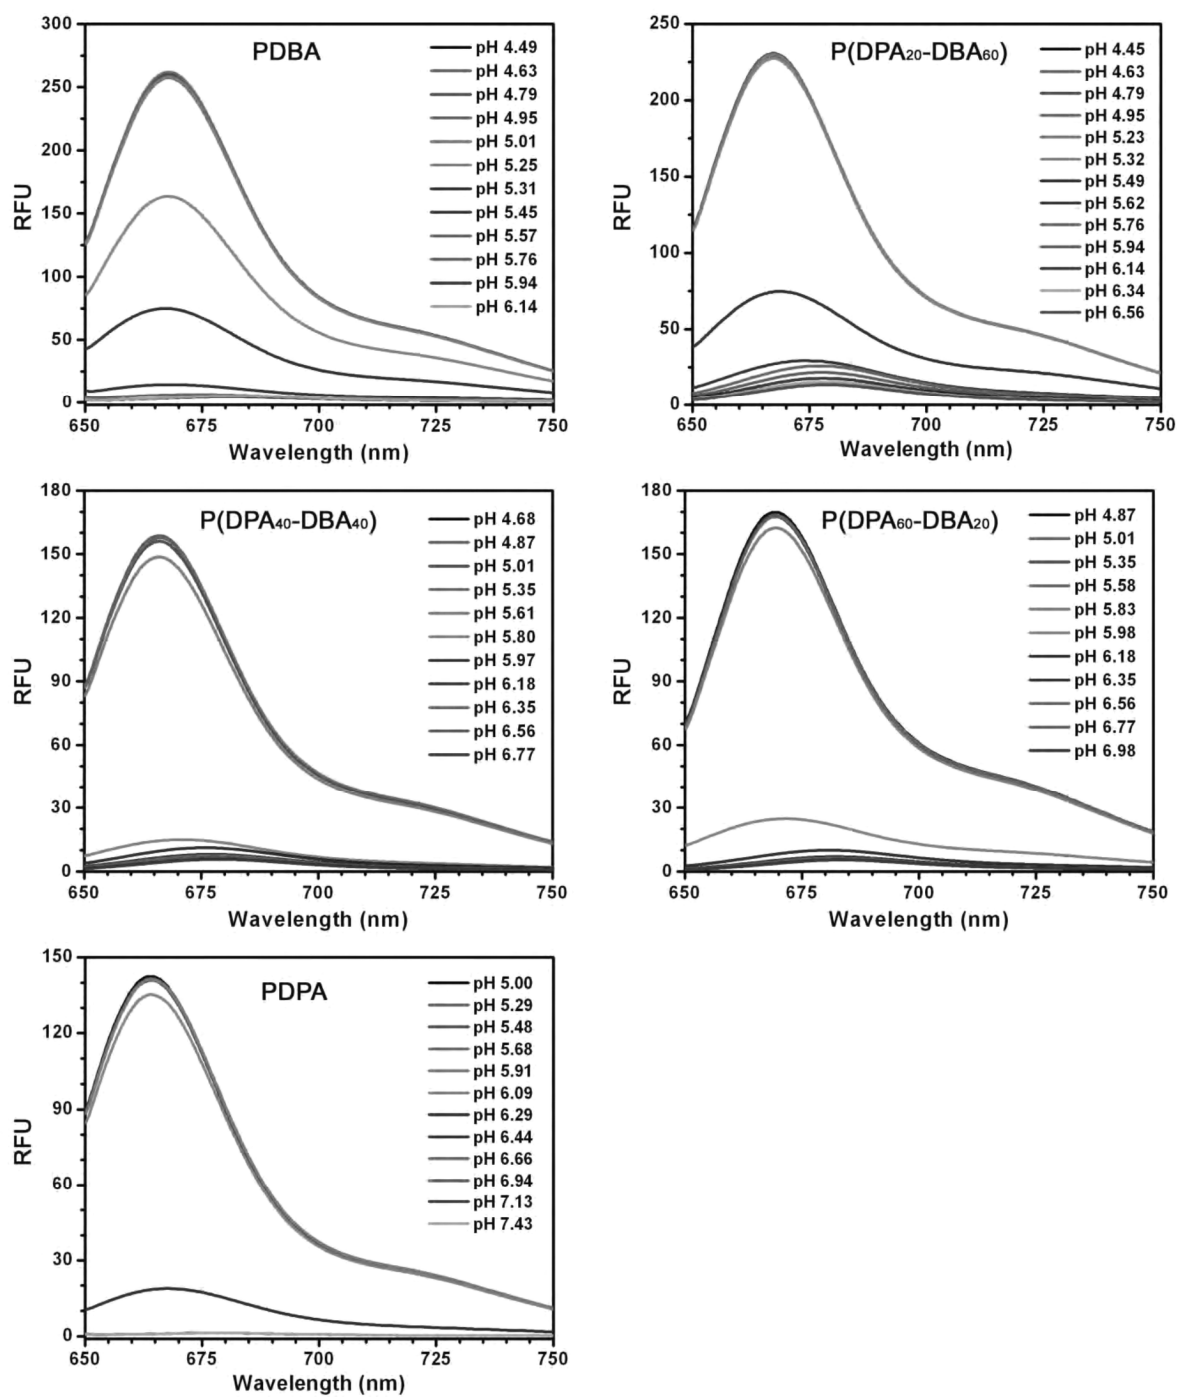 PDBA
300
250
200
150
100
50
0
RFU
pH 4.49
pH 4.63
pH 4.79
pH 4.95
pH 5.01
pH 5.25
pH 5.31
pH 5.45
pH 5.57
pH 5.76
pH 5.94
pH 6.14
650 675 700 725 750
Wavelength (nm)
P(DPA₂₀-DBA₆₀)
250
200
150
100
50
0
RFU
pH 4.45
pH 4.63
pH 4.79
pH 4.95
pH 5.23
pH 5.32
pH 5.49
pH 5.62
pH 5.76
pH 5.94
pH 6.14
pH 6.34
pH 6.56
650 675 700 725 750
Wavelength (nm)
P(DPA₄₀-DBA₄₀)
180
150
120
90
60
30
0
RFU
pH 4.68
pH 4.87
pH 5.01
pH 5.35
pH 5.61
pH 5.80
pH 5.97
pH 6.18
pH 6.35
pH 6.56
pH 6.77
650 675 700 725 750
Wavelength (nm)
P(DPA₆₀-DBA₂₀)
180
150
120
90
60
30
0
RFU
pH 4.87
pH 5.01
pH 5.35
pH 5.58
pH 5.83
pH 5.98
pH 6.18
pH 6.35
pH 6.56
pH 6.77
pH 6.98
650 675 700 725 750
Wavelength (nm)
PDPA
150
120
90
60
30
0
RFU
pH 5.00
pH 5.29
pH 5.48
pH 5.68
pH 5.91
pH 6.09
pH 6.29
pH 6.44
pH 6.66
pH 6.94
pH 7.13
pH 7.43
650 675 700 725 750
Wavelength (nm)